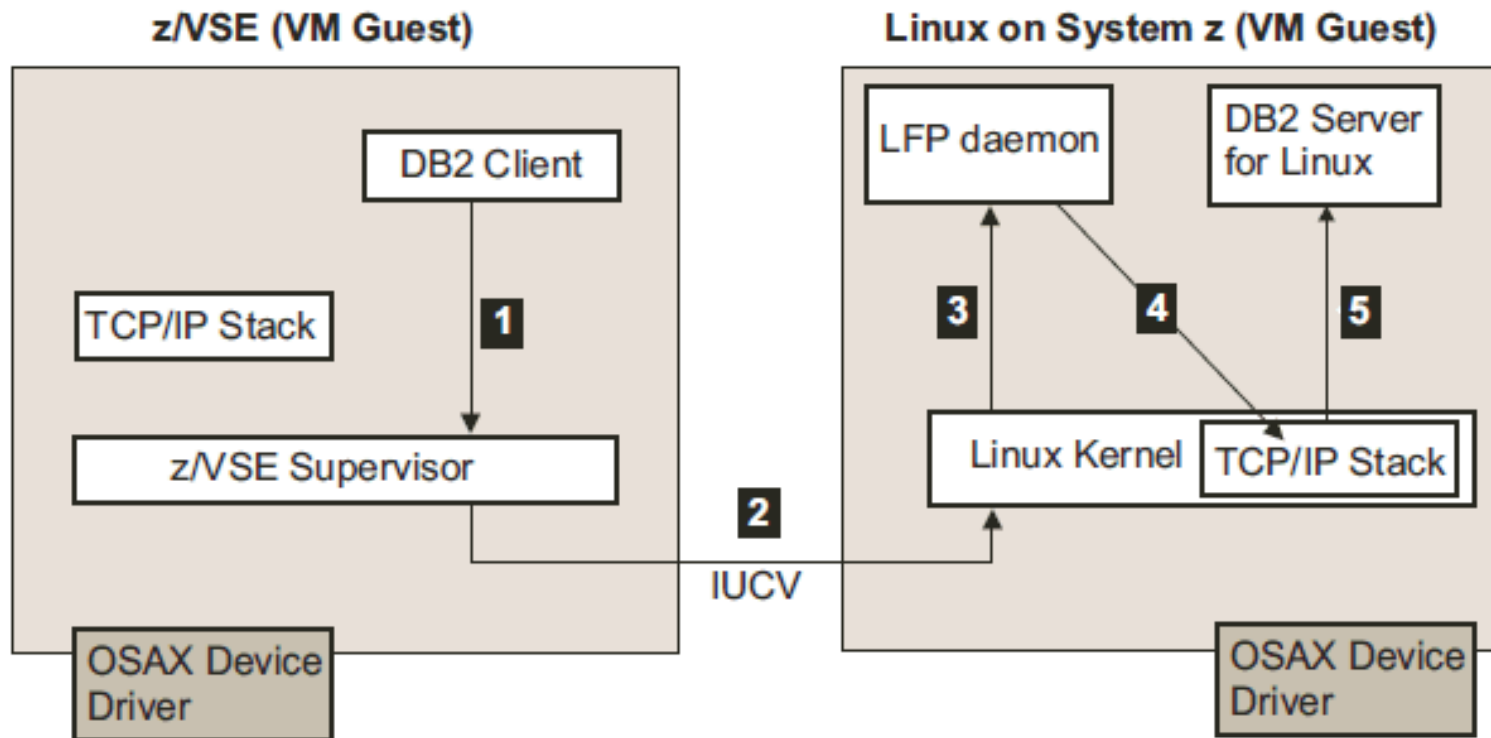 z/VSE (VM Guest)
DB2 Client
TCP/IP Stack
1
z/VSE Supervisor
OSAX Device
Driver
2
IUCV
Linux on System z (VM Guest)
LFP daemon
DB2 Server
for Linux
3
4
5
Linux Kernel
TCP/IP Stack
OSAX Device
Driver